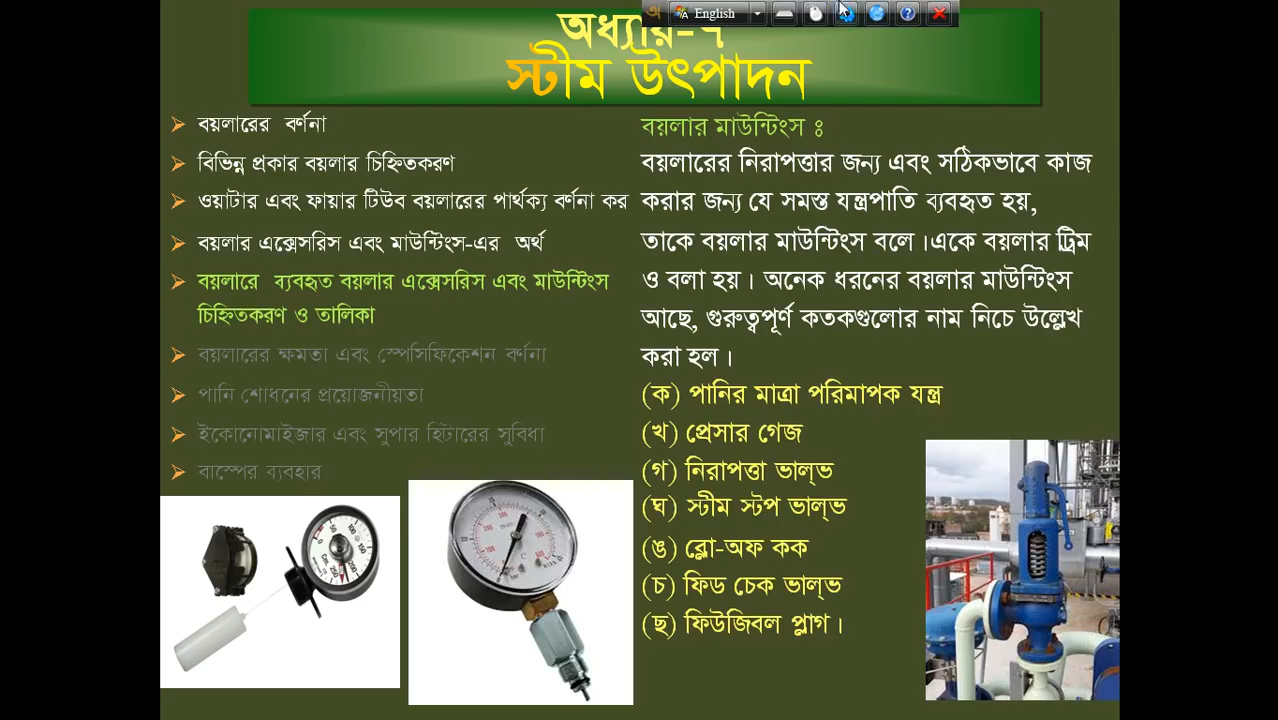 English
অধ্যায়-৭
স্টীম উৎপাদন
বয়লারের বর্ণনা
বিভিন্ন প্রকার বয়লার চিহ্নিতকরণ
ওয়াটার এবং ফায়ার টিউব বয়লারের পার্থক্য বর্ণনা কর
বয়লার এক্সেসরিস এবং মাউন্টিংস-এর অর্থ
বয়লারে ব্যবহৃত বয়লার এক্সেসরিস এবং মাউন্টিংস
চিহ্নিতকরণ ও তালিকা
বয়লারের ক্ষমতা এবং স্পেসিফিকেশন বর্ণনা
পানি শোধনের প্রয়োজনীয়তা
ইকোনোমাইজার এবং সুপার হিটারের সুবিধা
বাস্পের ব্যবহার
বয়লার মাউন্টিংস ঃ
বয়লারের নিরাপত্তার জন্য এবং সঠিকভাবে কাজ
করার জন্য যে সমস্ত যন্ত্রপাতি ব্যবহৃত হয়,
তাকে বয়লার মাউন্টিংস বলে।একে বয়লার ট্রিম
ও বলা হয়। অনেক ধরনের বয়লার মাউন্টিংস
আছে, গুরুত্বপূর্ণ কতকগুলোর নাম নিচে উল্লেখ
করা হল।
(ক) পানির মাত্রা পরিমাপক যন্ত্র
(খ) প্রেসার গেজ
(গ) নিরাপত্তা ভাল্ভ
(ঘ) স্টীম স্টপ ভাল্ভ
(ঙ) ব্লো-অফ কক
(চ) ফিড চেক ভাল্ভ
(ছ) ফিউজিবল প্লাগ।